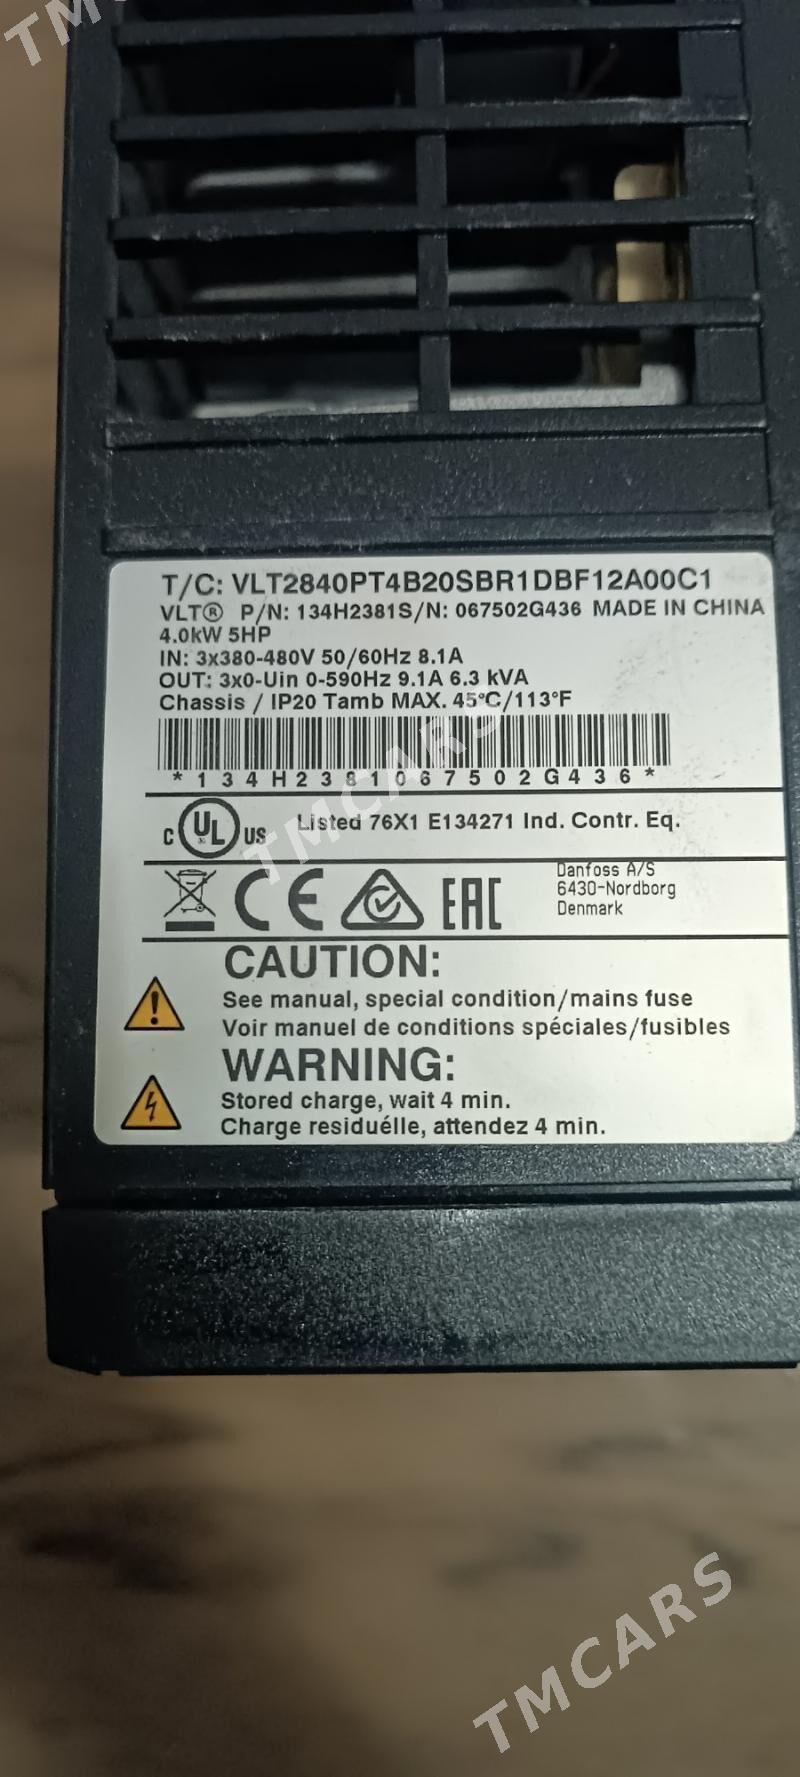 TMCARS
T/C: VLT2840PT4B20SBR1DBF12A00C1
VLT® P/N: 134H2381S/N: 067502G436 MADE IN CHINA
4.0kW 5HP
IN: 3x380-480V 50/60Hz 8.1A
OUT: 3x0-Uin 0-590Hz 9.1A 6.3 kVA
Chassis / IP20 Tamb MAX. 45°C/113°F
*134H2381067502G436*
TMCARS
C UL US Listed 76X1 E134271 Ind. Contr. Eq.
CE EAC
Danfoss A/S
6430-Nordborg
Denmark
CAUTION:
See manual, special condition/mains fuse
Voir manuel de conditions spéciales/fusibles
WARNING:
Stored charge, wait 4 min.
Charge residuélle, attendez 4 min.
TMCARS